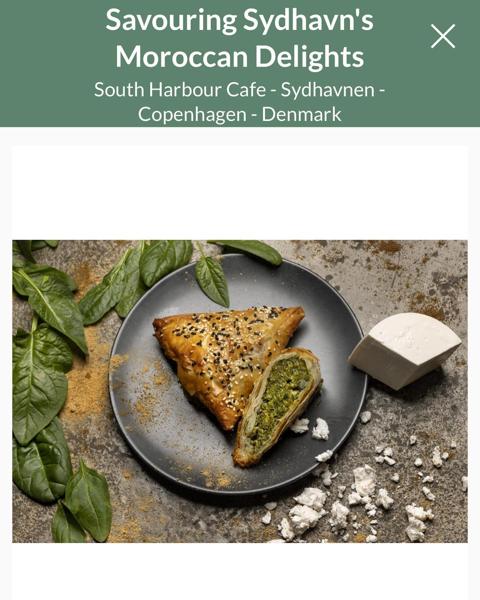 Savouring Sydhavn's
Moroccan Delights
South Harbour Cafe - Sydhavnen -
Copenhagen - Denmark